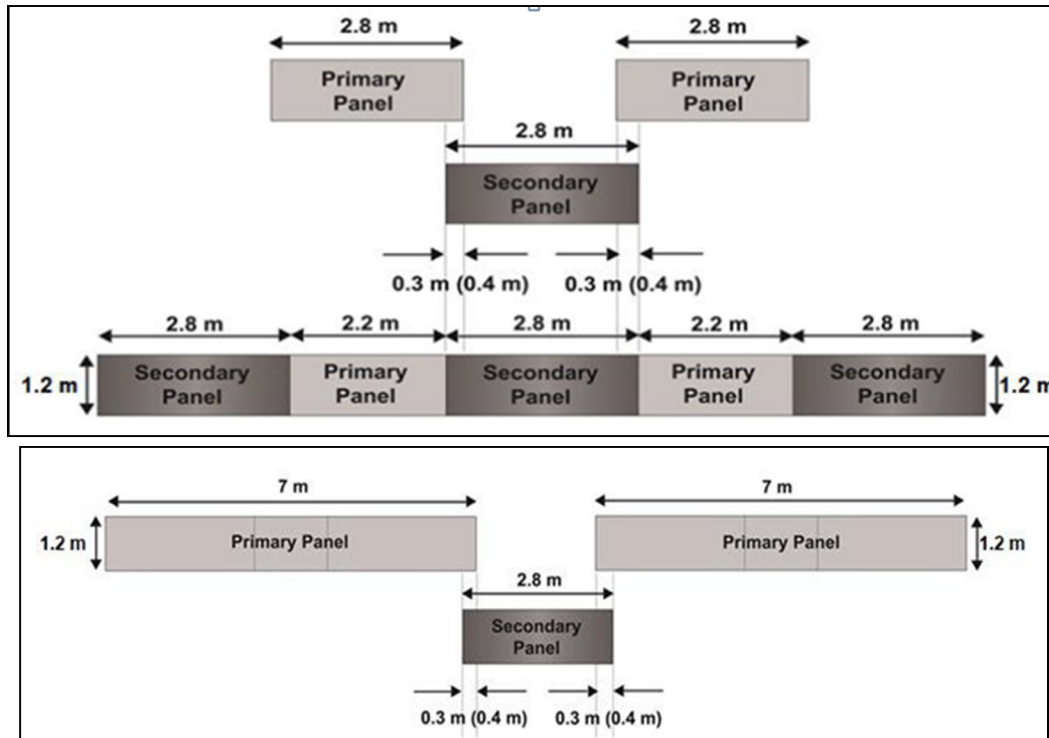 2.8 m 2.8 m
Primary Primary
Panel Panel
2.8 m
Secondary
Panel
0.3 m (0.4 m) 0.3 m (0.4 m)
2.8 m 2.2 m 2.8 m 2.2 m 2.8 m
1.2 m Secondary Primary Secondary Primary Secondary 1.2 m
Panel Panel Panel Panel Panel
7 m 7 m
1.2 m Primary Panel Primary Panel 1.2 m
2.8 m
Secondary
Panel
0.3 m (0.4 m) 0.3 m (0.4 m)